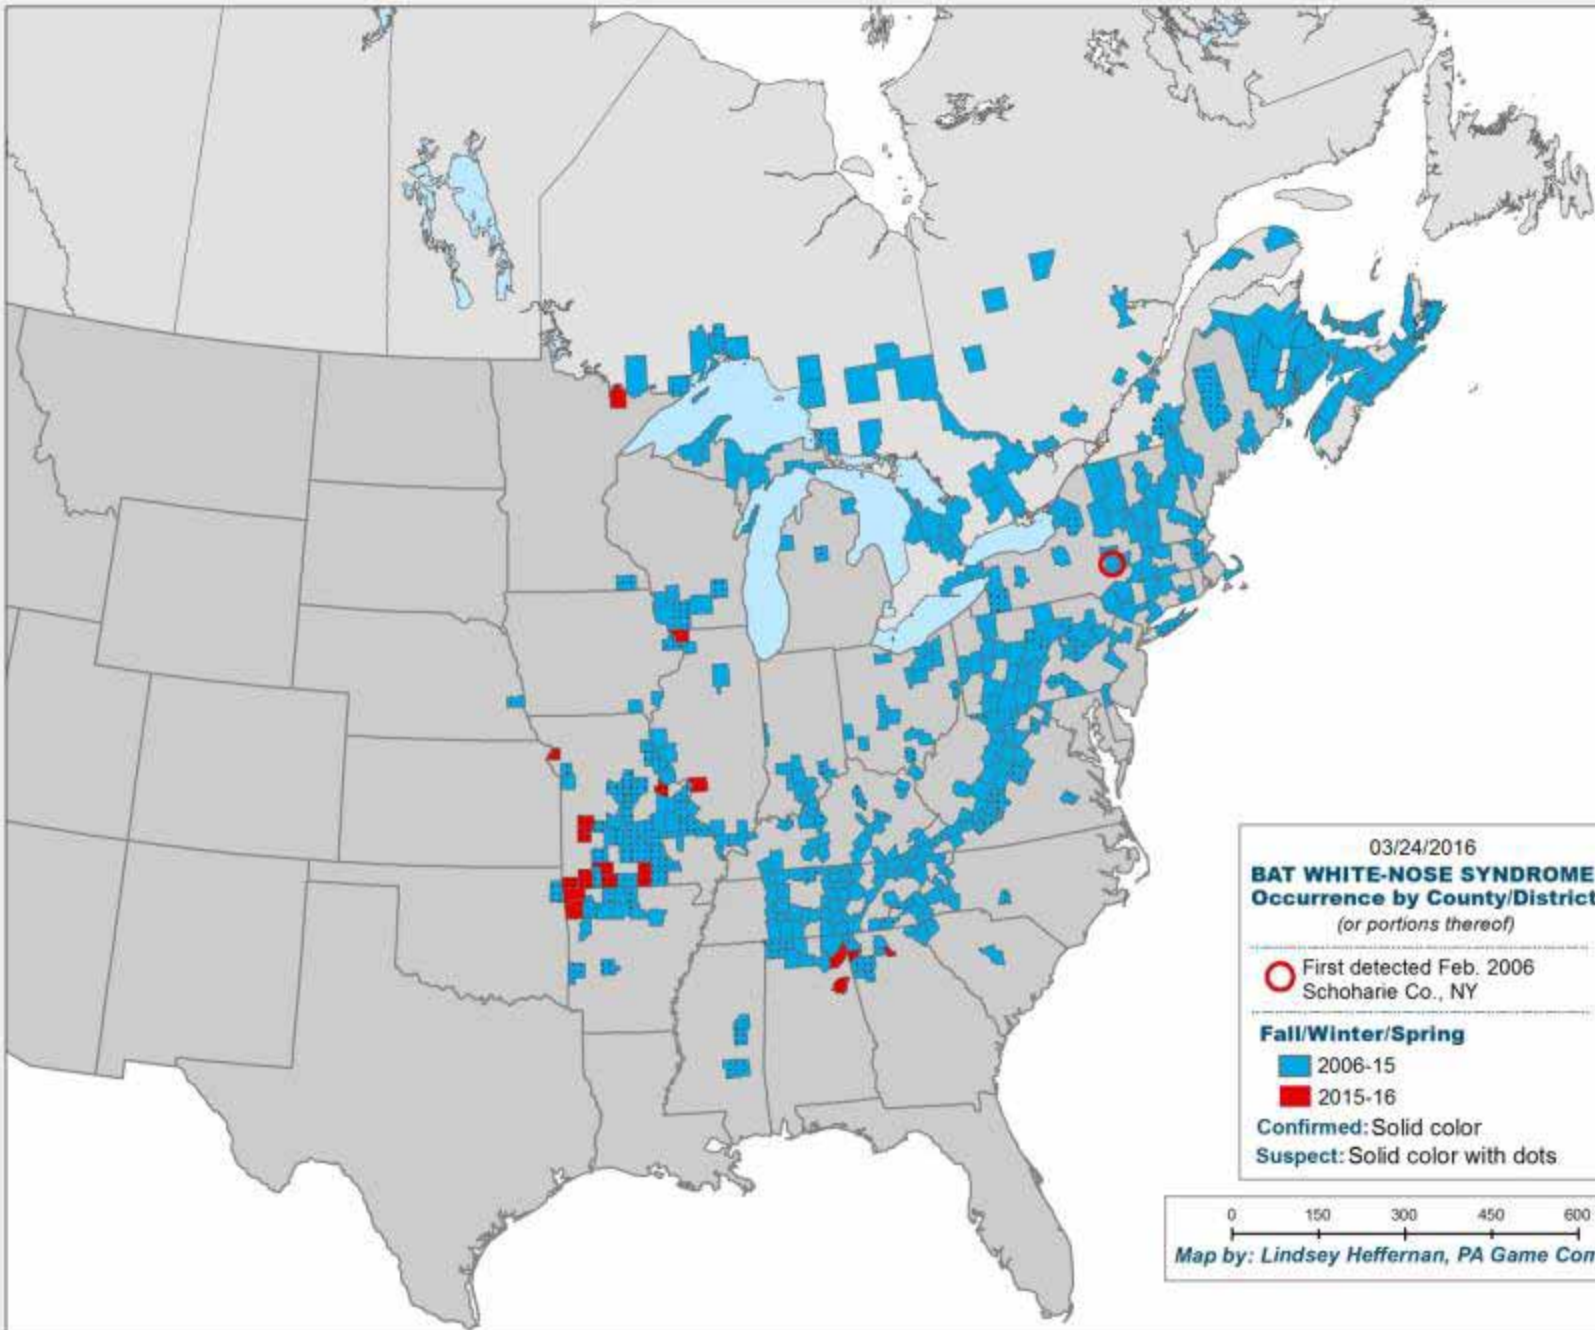 03/24/2016
BAT WHITE-NOSE SYNDROME
Occurrence by County/District
(or portions thereof)
First detected Feb. 2006
Schoharie Co., NY
Fall/Winter/Spring
2006-15
2015-16
Confirmed: Solid color
Suspect: Solid color with dots
0 150 300 450 600
Map by: Lindsey Heffernan, PA Game Com